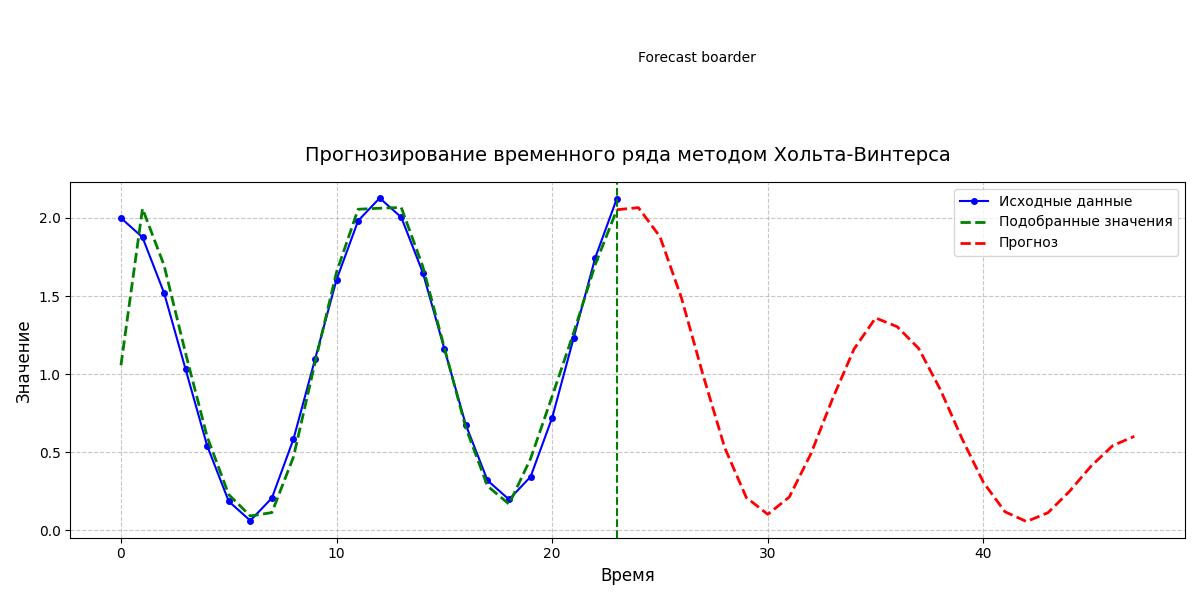 Forecast boarder
Прогнозирование временного ряда методом Хольта-Винтерса
Исходные данные
Подобранные значения
Прогноз
Значение
2.0
1.5
1.0
0.5
0.0
0
10
20
30
40
Время